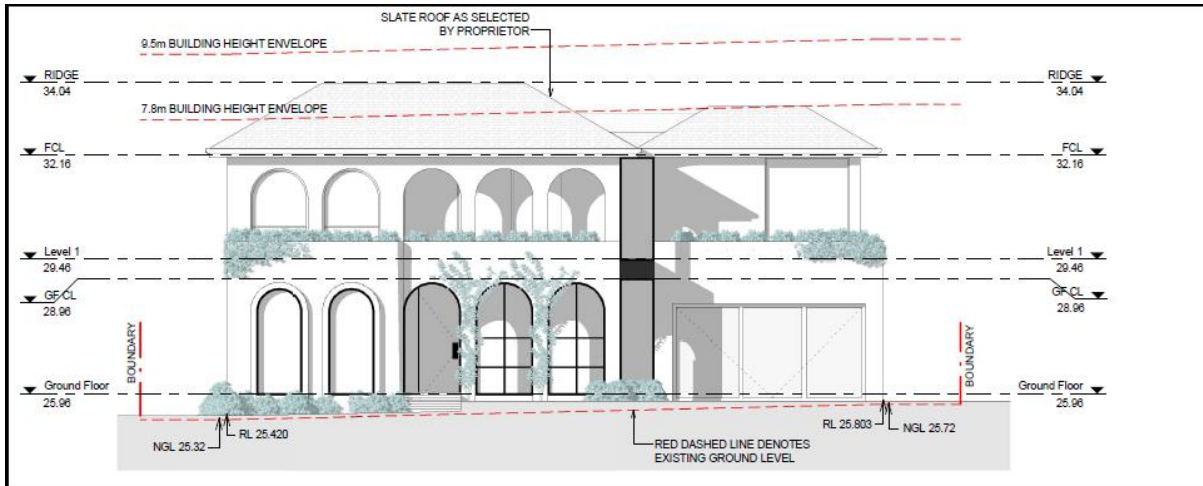 SLATE ROOF AS SELECTED
BY PROPRIETOR
9.5m BUILDING HEIGHT ENVELOPE
RIDGE
34.04
RIDGE
34.04
7.8m BUILDING HEIGHT ENVELOPE
FCL
32.16
FCL
32.16
Level 1
29.46
Level 1
29.46
GF CL
28.96
GF CL
28.96
BOUNDARY
BOUNDARY
Ground Floor
25.96
Ground Floor
25.96
RL 25.420
NGL 25.32
RL 25.803
NGL 25.72
RED DASHED LINE DENOTES
EXISTING GROUND LEVEL